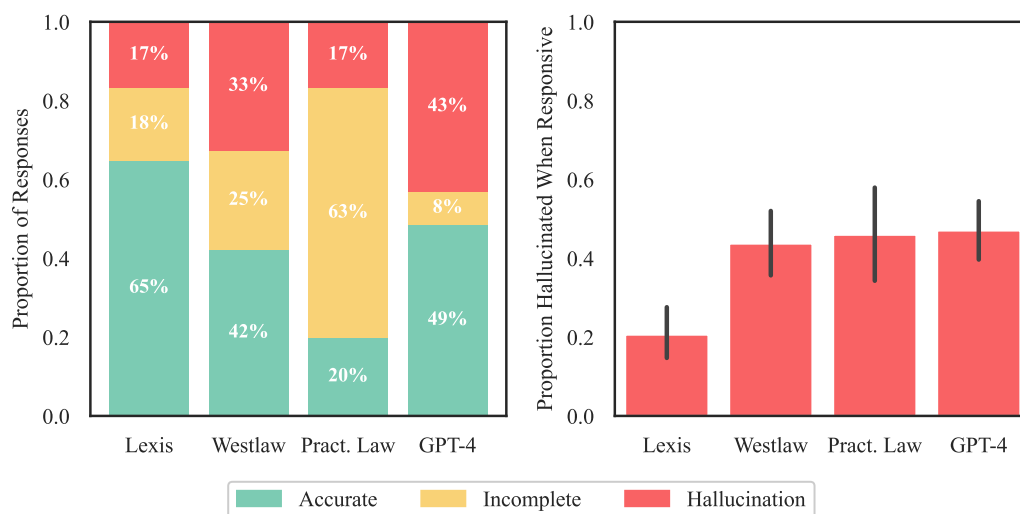 Proportion of Responses
1.0
0.8
0.6
0.4
0.2
0.0
17%
18%
65%
33%
25%
42%
17%
63%
20%
43%
8%
49%
Lexis
Westlaw
Pract. Law
GPT-4
Proportion Hallucinated When Responsive
1.0
0.8
0.6
0.4
0.2
0.0
Lexis
Westlaw
Pract. Law
GPT-4
Accurate
Incomplete
Hallucination